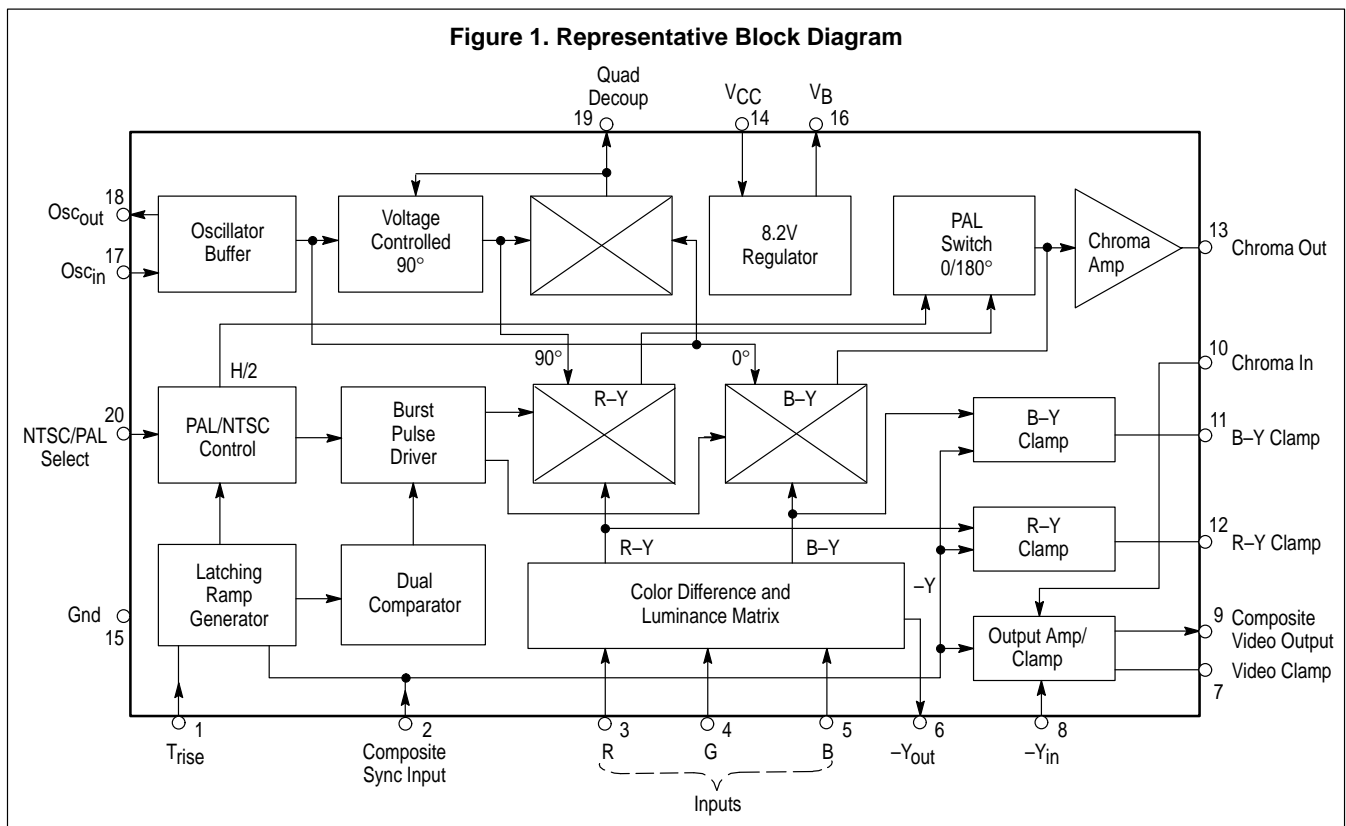 Figure 1. Representative Block Diagram
Quad
Decoup
19
VCC
14
VB
16
18
Oscout
17
Oscin
Oscillator
Buffer
Voltage
Controlled
90°
8.2V
Regulator
PAL
Switch
0/180°
Chroma
Amp
13
Chroma Out
H/2
90°
0°
10
Chroma In
20
NTSC/PAL
Select
PAL/NTSC
Control
Burst
Pulse
Driver
R–Y
B–Y
B–Y
Clamp
11
B–Y Clamp
R–Y
B–Y
R–Y
Clamp
12
R–Y Clamp
Gnd
15
Latching
Ramp
Generator
Dual
Comparator
Color Difference and
Luminance Matrix
–Y
Output Amp/
Clamp
9
Composite
Video Output
Video Clamp
7
1
Trise
2
Composite
Sync Input
3
R
4
G
5
B
6
–Yout
8
–Yin
Inputs